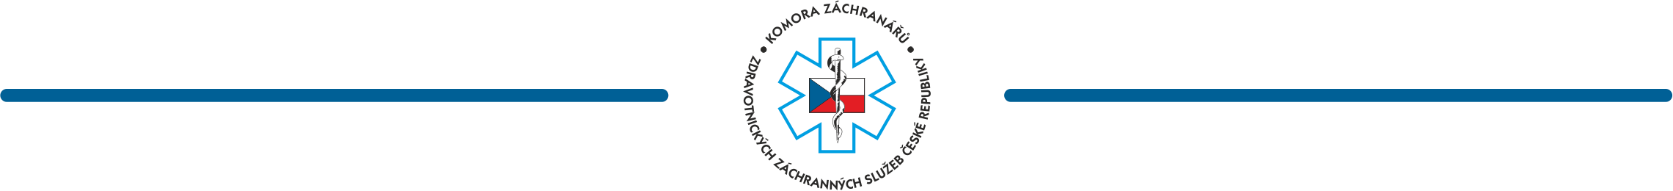 • KOMORA ZÁCHRANÁŘŮ •
ZDRAVOTNICKÝCH ZÁCHRANNÝCH SLUŽEB ČESKÉ REPUBLIKY